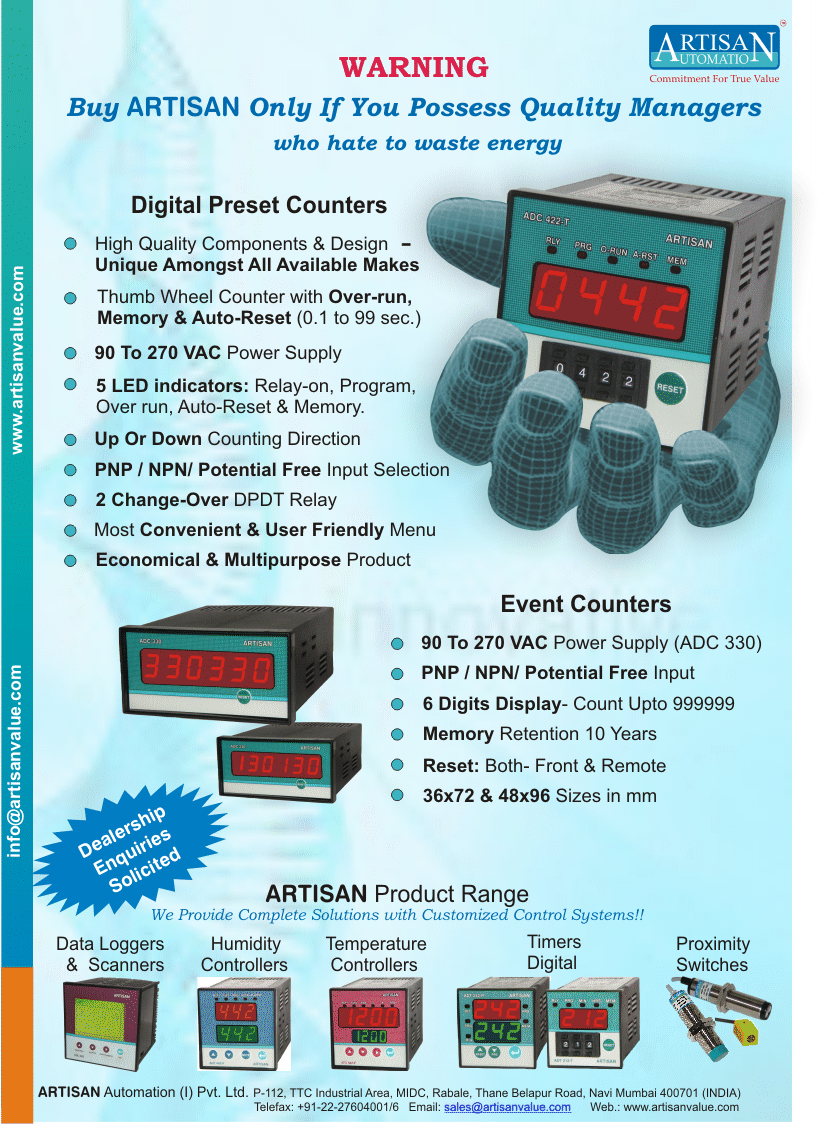 ARTISAN
AUTOMATION
Commitment For True Value
WARNING
Buy ARTISAN Only If You Possess Quality Managers
who hate to waste energy
Digital Preset Counters
High Quality Components & Design –
Unique Amongst All Available Makes
Thumb Wheel Counter with Over-run,
Memory & Auto-Reset (0.1 to 99 sec.)
90 To 270 VAC Power Supply
5 LED indicators: Relay-on, Program,
Over run, Auto-Reset & Memory.
Up Or Down Counting Direction
PNP / NPN/ Potential Free Input Selection
2 Change-Over DPDT Relay
Most Convenient & User Friendly Menu
Economical & Multipurpose Product
ADC-422-T
ARTISAN
RLY PRG O-RUN A-RST MEM
0442
0 4 2 2
RESET
www.artisanvalue.com
info@artisanvalue.com
Event Counters
90 To 270 VAC Power Supply (ADC 330)
PNP / NPN/ Potential Free Input
6 Digits Display- Count Upto 999999
Memory Retention 10 Years
Reset: Both- Front & Remote
36x72 & 48x96 Sizes in mm
ADC-330 ARTISAN
330330
RESET
ARTISAN
130130
Dealership
Enquiries
Solicited
ARTISAN Product Range
We Provide Complete Solutions with Customized Control Systems!!
Data Loggers
& Scanners
Humidity
Controllers
Temperature
Controllers
Timers
Digital
Proximity
Switches
ARTISAN
442
442
ARTISAN
1200
1200
242
242
212
2 1 2
ARTISAN
ARTISAN Automation (I) Pvt. Ltd. P-112, TTC Industrial Area, MIDC, Rabale, Thane Belapur Road, Navi Mumbai 400701 (INDIA)
Telefax: +91-22-27604001/6 Email: sales@artisanvalue.com Web.: www.artisanvalue.com